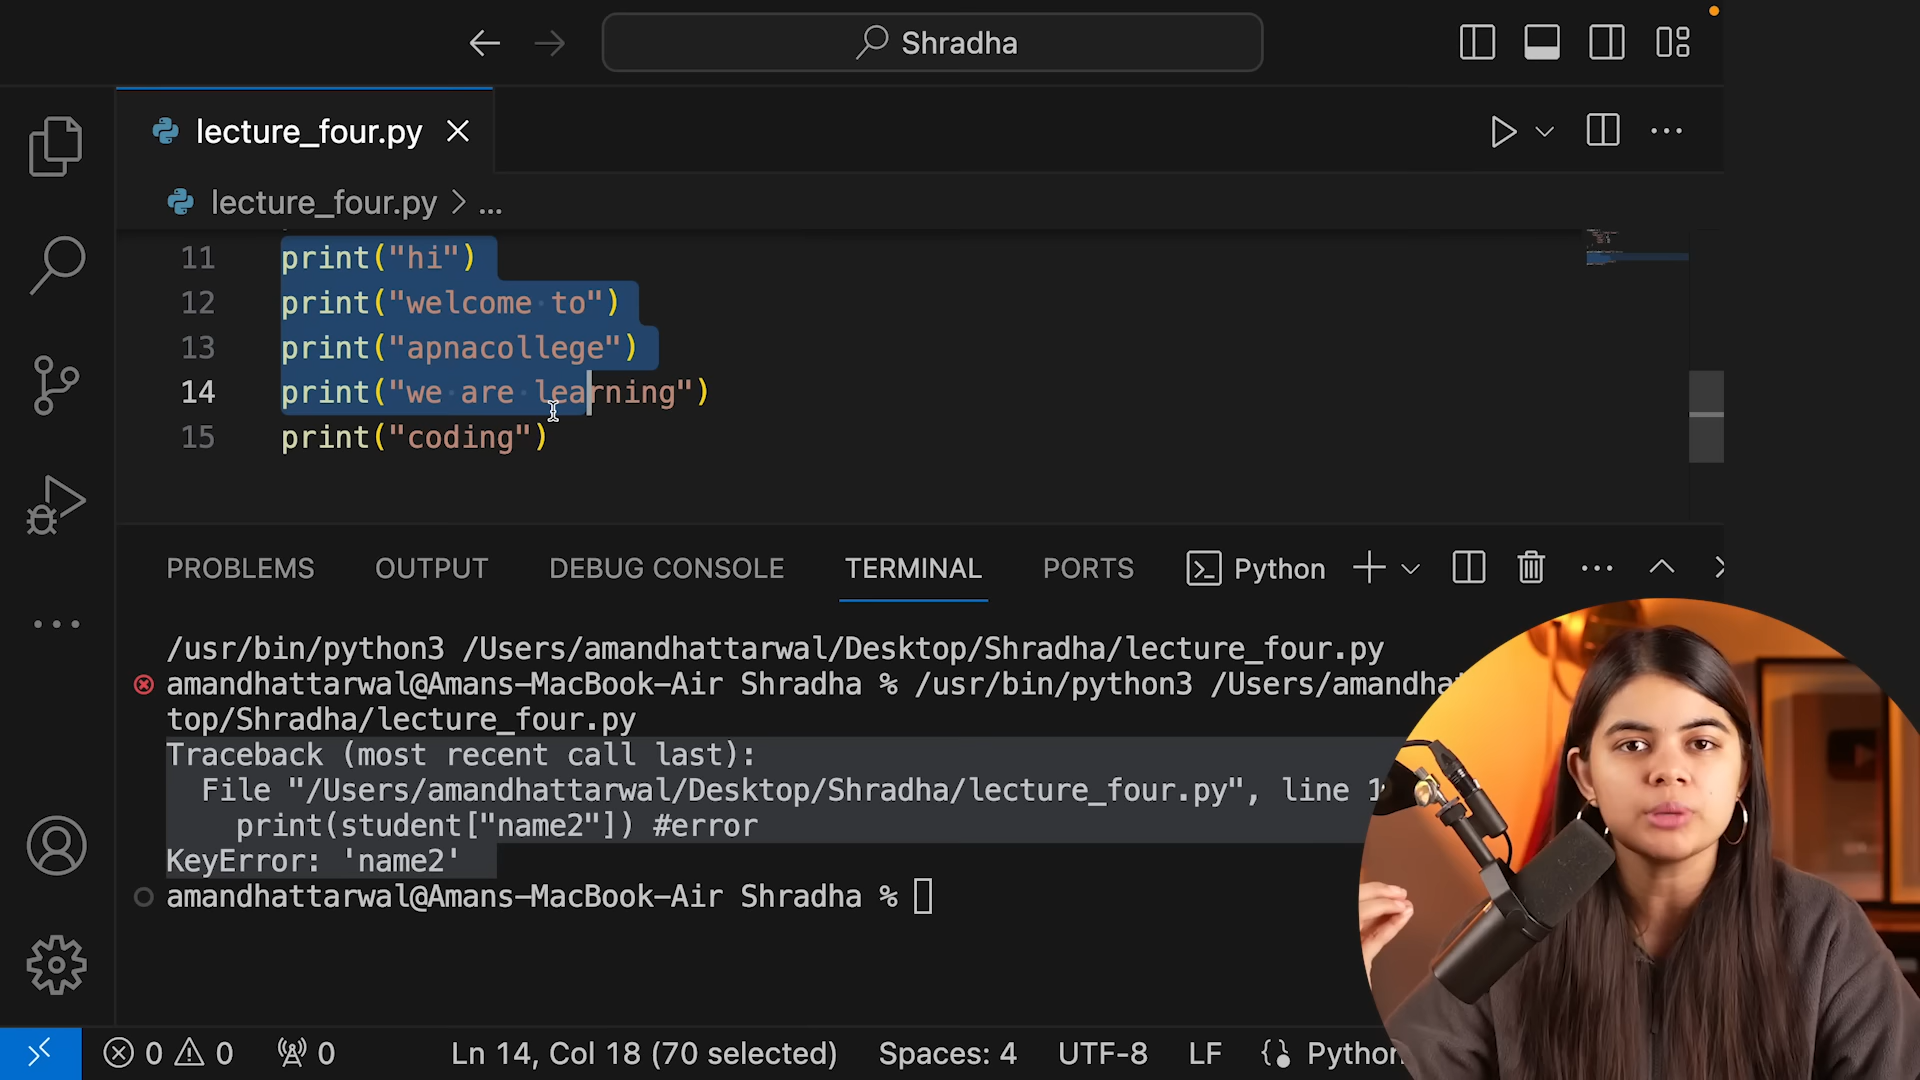 Shradha
lecture_four.py
lecture_four.py > ...
11 print("hi")
12 print("welcome to")
13 print("apnacollege")
14 print("we are learning")
15 print("coding")
PROBLEMS OUTPUT DEBUG CONSOLE TERMINAL PORTS Python
/usr/bin/python3 /Users/amandhattarwal/Desktop/Shradha/lecture_four.py
amandhattarwal@Amans-MacBook-Air Shradha % /usr/bin/python3 /Users/amandha
top/Shradha/lecture_four.py
Traceback (most recent call last):
File "/Users/amandhattarwal/Desktop/Shradha/lecture_four.py", line 1
print(student["name2"]) #error
KeyError: 'name2'
amandhattarwal@Amans-MacBook-Air Shradha %
0 0 0 Ln 14, Col 18 (70 selected) Spaces: 4 UTF-8 LF Python